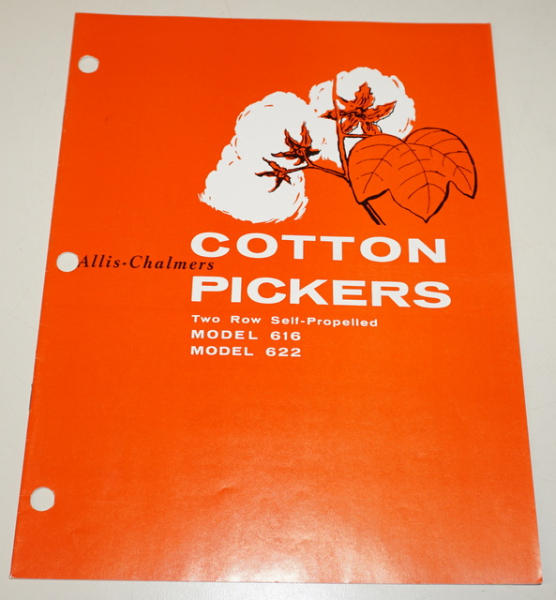 COTTON
Allis-Chalmers
PICKERS
Two Row Self-Propelled
MODEL 616
MODEL 622